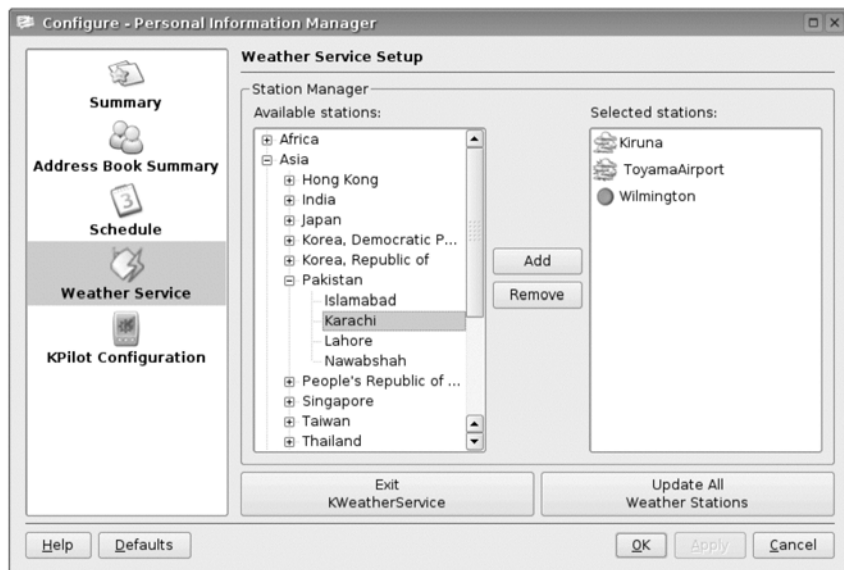 Configure - Personal Information Manager
Summary
Address Book Summary
Schedule
3
Weather Service
KPilot Configuration
Weather Service Setup
Station Manager
Available stations:
Africa
Asia
Hong Kong
India
Japan
Korea, Democratic P...
Korea, Republic of
Pakistan
Islamabad
Karachi
Lahore
Nawabshah
People's Republic of ...
Singapore
Taiwan
Thailand
Add
Remove
Selected stations:
Kiruna
ToyamaAirport
Wilmington
Exit
KWeatherService
Update All
Weather Stations
Help
Defaults
OK
Apply
Cancel